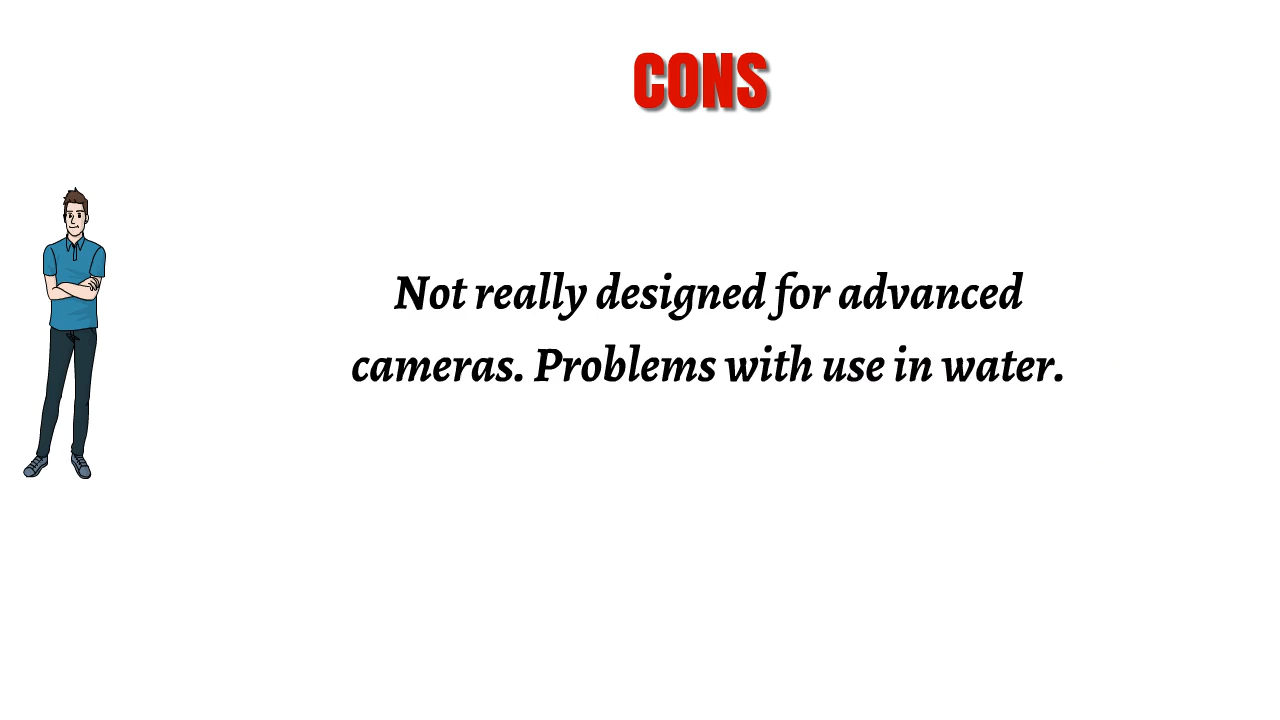 CONS
Not really designed for advanced
cameras. Problems with use in water.